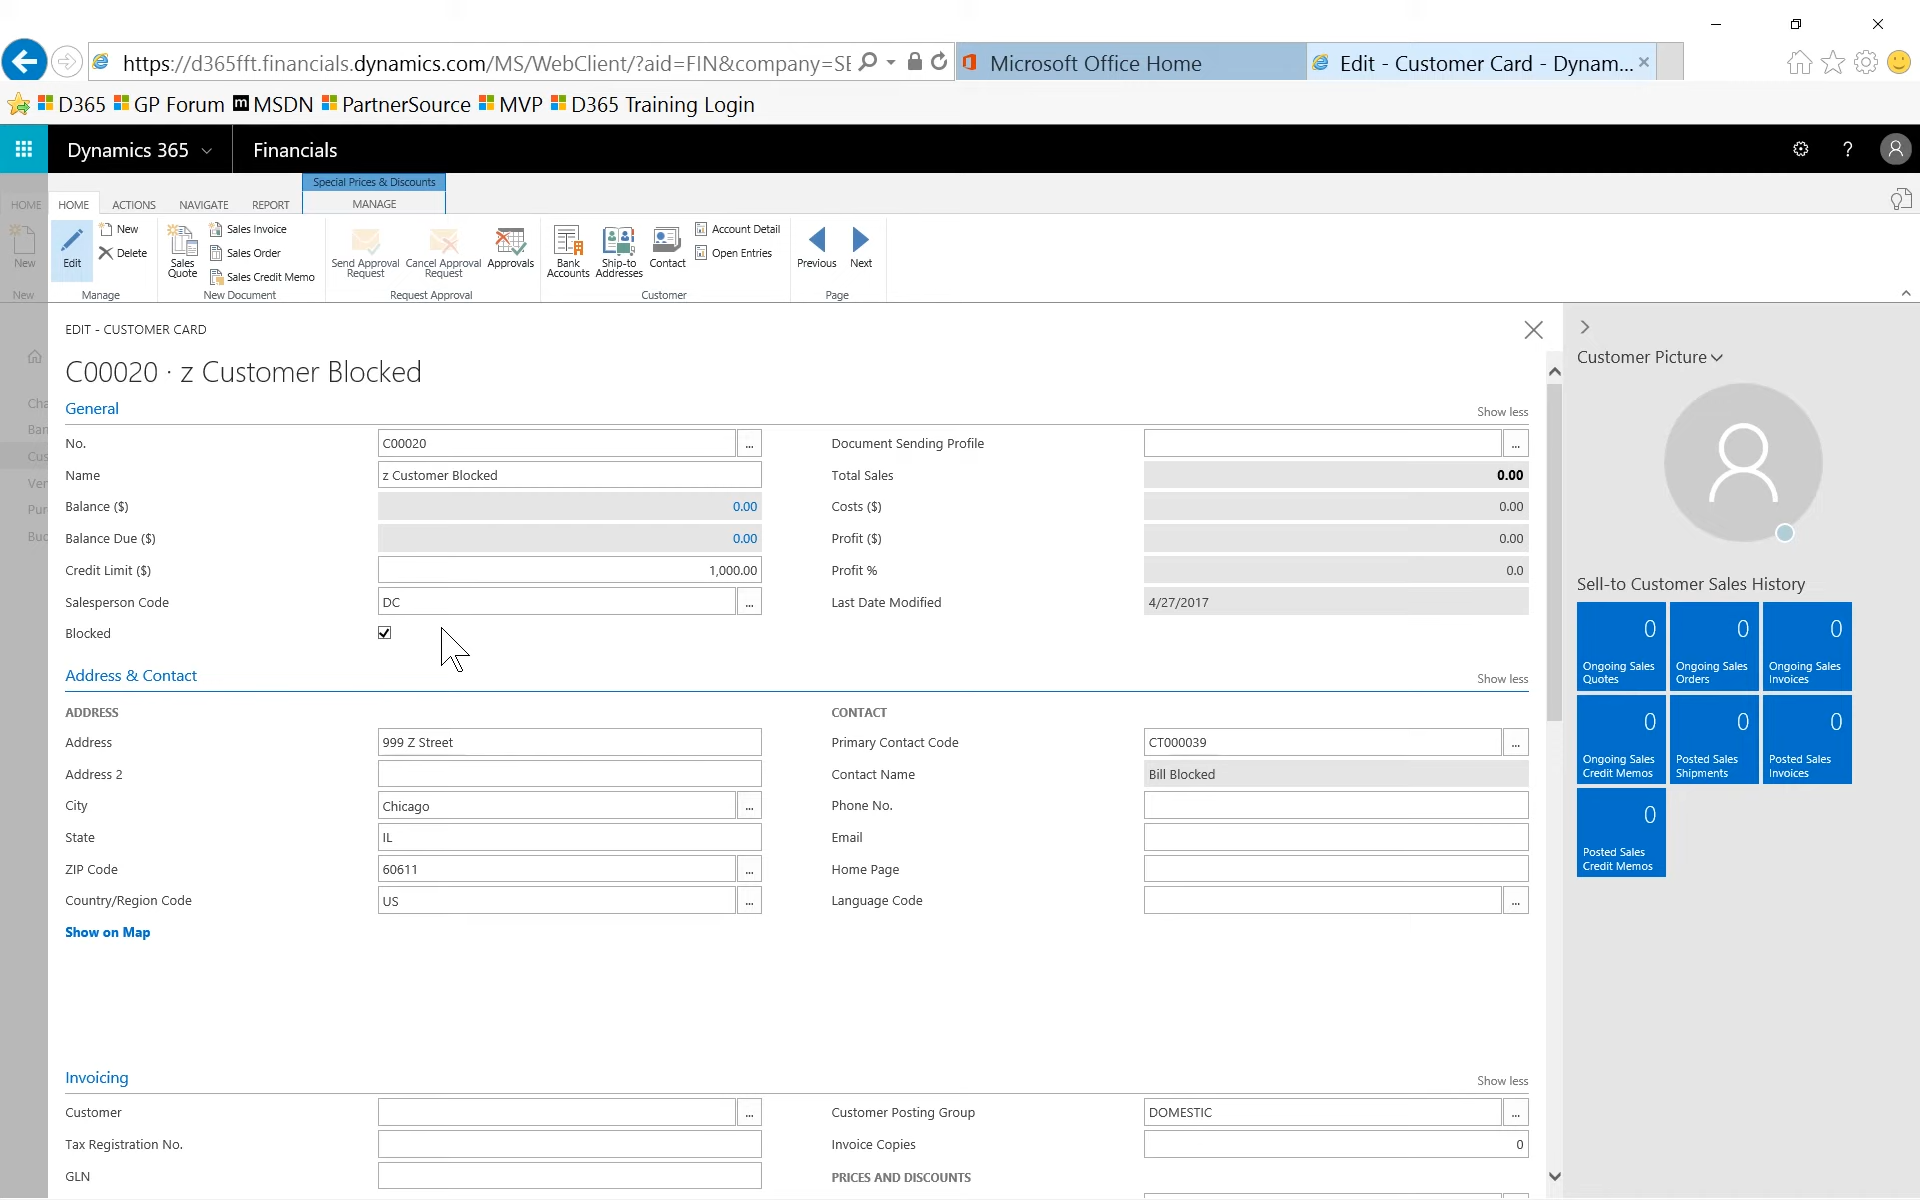 https://d365fft.financials.dynamics.com/MS/WebClient/?aid=FIN&company=SE
Microsoft Office Home
Edit - Customer Card - Dynam...
D365 GP Forum m MSDN PartnerSource MVP D365 Training Login
Dynamics 365 Financials ?
Special Prices & Discounts
HOME HOME ACTIONS NAVIGATE REPORT MANAGE
New Edit New Delete
Sales Quote Sales Invoice Sales Order Sales Credit Memo
Send Approval Request Cancel Approval Request Approvals
Bank Accounts Ship-to Addresses Contact Account Detail Open Entries
Previous Next
New Manage New Document Request Approval Customer Page
EDIT - CUSTOMER CARD
C00020 · z Customer Blocked
General Show less
No. C00020 ... Document Sending Profile ...
Name z Customer Blocked Total Sales 0.00
Balance ($) 0.00 Costs ($) 0.00
Balance Due ($) 0.00 Profit ($) 0.00
Credit Limit ($) 1,000.00 Profit % 0.0
Salesperson Code DC ... Last Date Modified 4/27/2017
Blocked
Address & Contact Show less
ADDRESS CONTACT
Address 999 Z Street Primary Contact Code CT000039 ...
Address 2 Contact Name Bill Blocked
City Chicago ... Phone No.
State IL Email
ZIP Code 60611 ... Home Page
Country/Region Code US ... Language Code ...
Show on Map
Invoicing Show less
Customer ... Customer Posting Group DOMESTIC ...
Tax Registration No. Invoice Copies 0
GLN PRICES AND DISCOUNTS
Cha
Ban
Cus
Ven
Pur
Bud
Customer Picture
Sell-to Customer Sales History
0 Ongoing Sales Quotes
0 Ongoing Sales Orders
0 Ongoing Sales Invoices
0 Ongoing Sales Credit Memos
0 Posted Sales Shipments
0 Posted Sales Invoices
0 Posted Sales Credit Memos